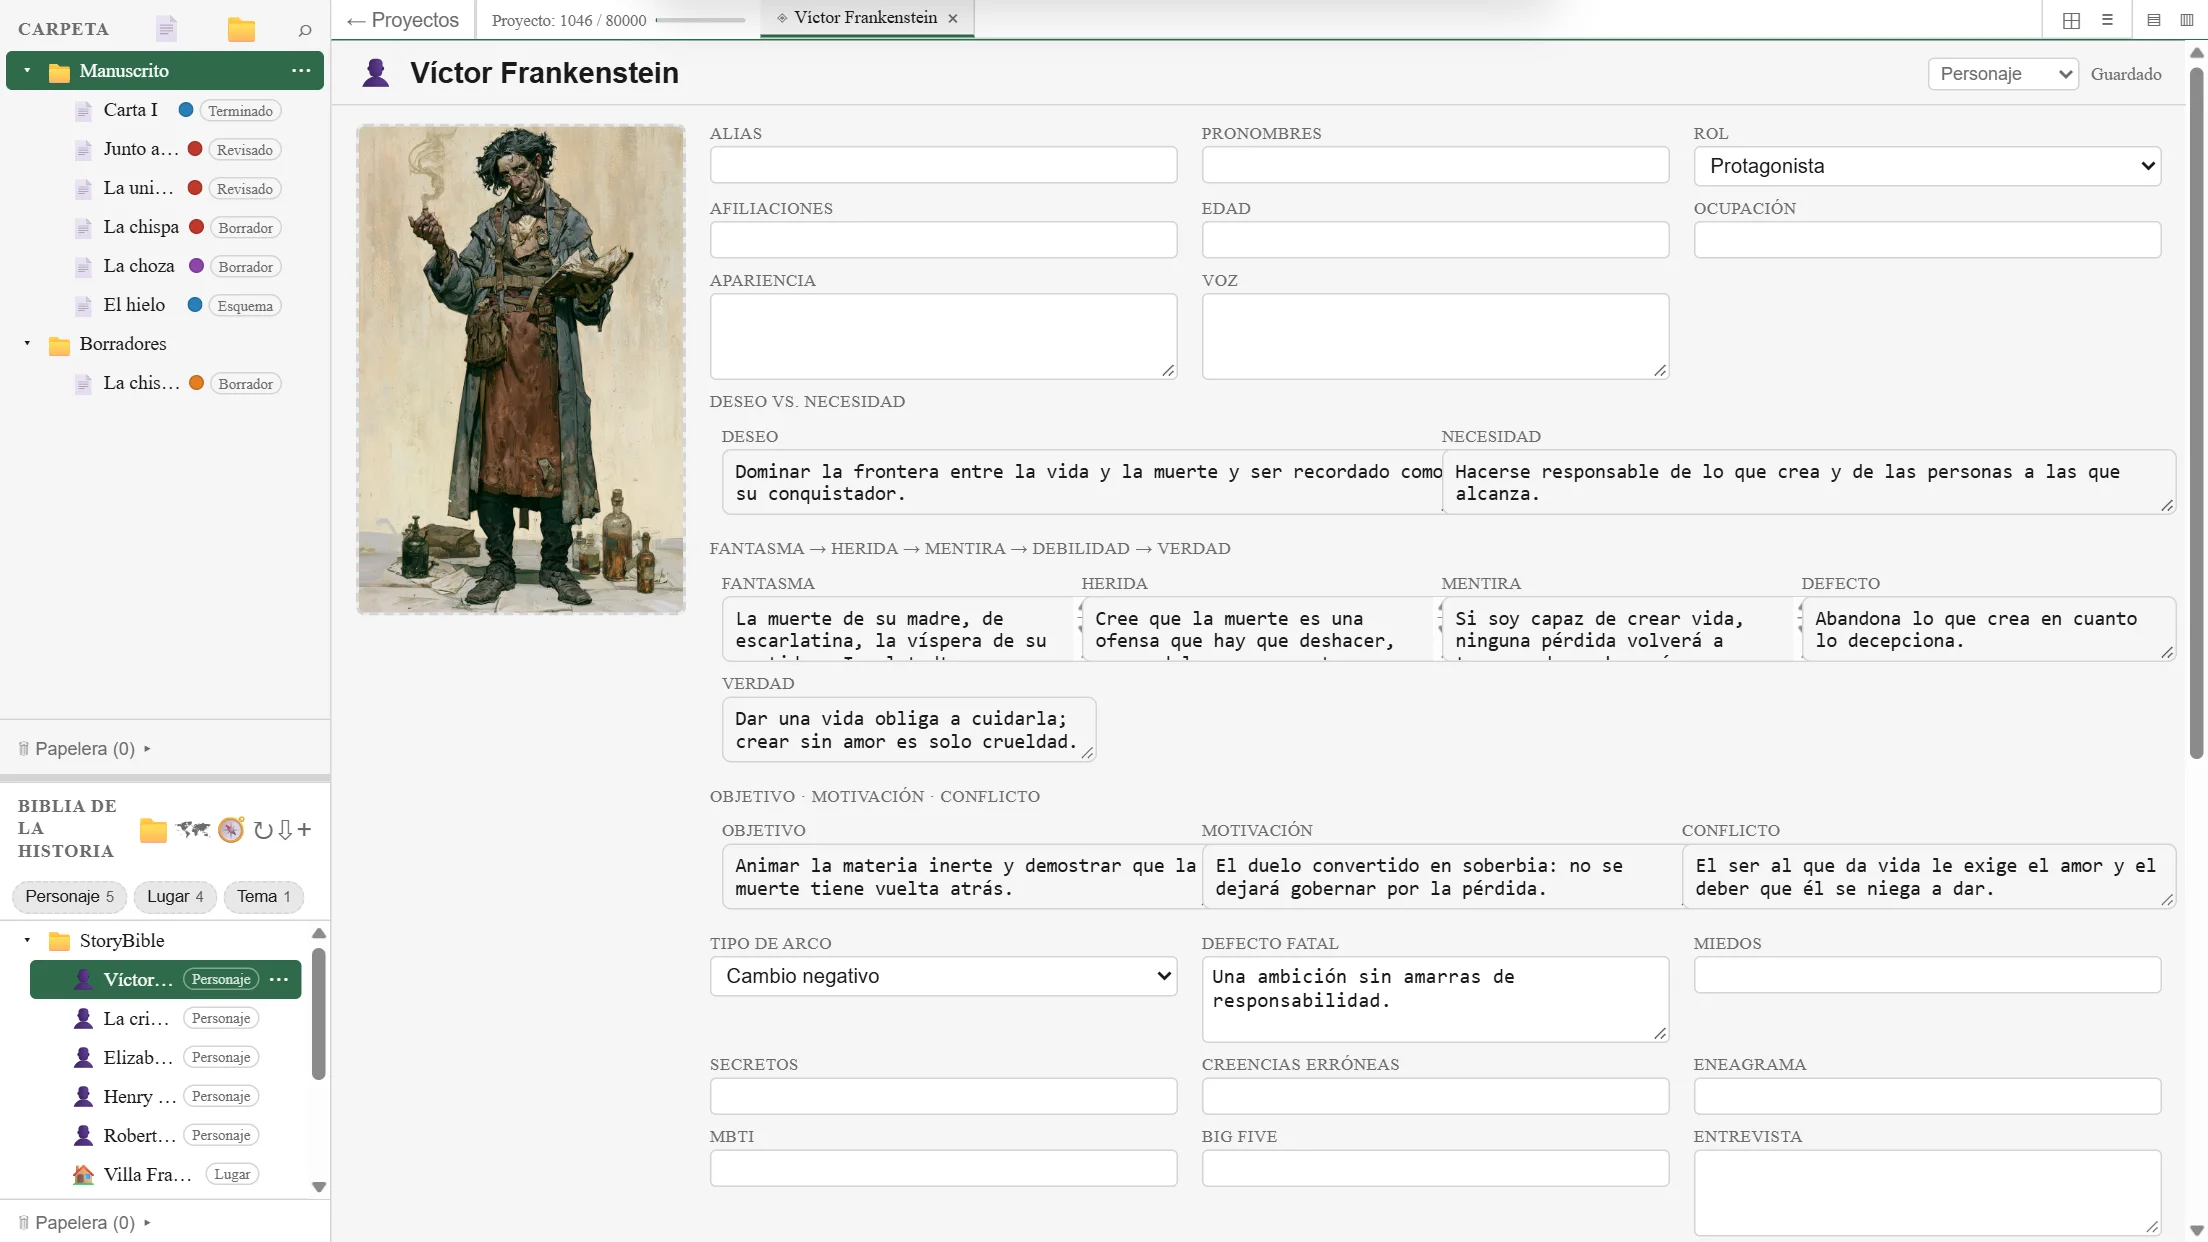 CARPETA
Manuscrito
Carta I Terminado
Junto a… Revisado
La uni… Revisado
La chispa Borrador
La choza Borrador
El hielo Esquema
Borradores
La chis… Borrador
Papelera (0)
BIBLIA DE
LA
HISTORIA
Personaje 5 Lugar 4 Tema 1
StoryBible
Víctor… Personaje
La cri… Personaje
Elizab… Personaje
Henry … Personaje
Robert… Personaje
Villa Fra… Lugar
Papelera (0)
← Proyectos Proyecto: 1046 / 80000 Víctor Frankenstein ×
Víctor Frankenstein Personaje Guardado
ALIAS PRONOMBRES ROL
Protagonista
AFILIACIONES EDAD OCUPACIÓN
APARIENCIA VOZ
DESEO VS. NECESIDAD
DESEO NECESIDAD
Dominar la frontera entre la vida y la muerte y ser recordado como
su conquistador.
Hacerse responsable de lo que crea y de las personas a las que
alcanza.
FANTASMA → HERIDA → MENTIRA → DEBILIDAD → VERDAD
FANTASMA HERIDA MENTIRA DEFECTO
La muerte de su madre, de
escarlatina, la víspera de su
Cree que la muerte es una
ofensa que hay que deshacer,
Si soy capaz de crear vida,
ninguna pérdida volverá a
Abandona lo que crea en cuanto
lo decepciona.
VERDAD
Dar una vida obliga a cuidarla;
crear sin amor es solo crueldad.
OBJETIVO · MOTIVACIÓN · CONFLICTO
OBJETIVO MOTIVACIÓN CONFLICTO
Animar la materia inerte y demostrar que la
muerte tiene vuelta atrás.
El duelo convertido en soberbia: no se
dejará gobernar por la pérdida.
El ser al que da vida le exige el amor y el
deber que él se niega a dar.
TIPO DE ARCO DEFECTO FATAL MIEDOS
Cambio negativo
Una ambición sin amarras de
responsabilidad.
SECRETOS CREENCIAS ERRÓNEAS ENEAGRAMA
MBTI BIG FIVE ENTREVISTA